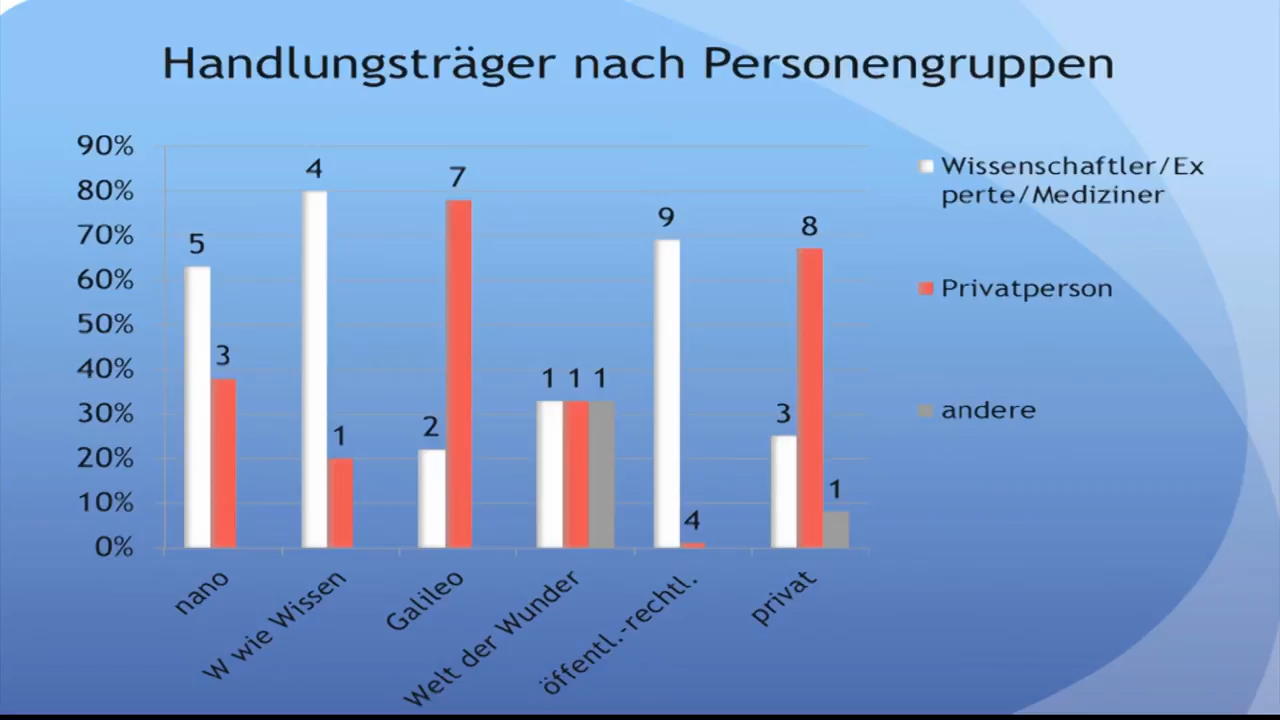 Handlungsträger nach Personengruppen
90%
80%
70%
60%
50%
40%
30%
20%
10%
0%
5
3
4
1
2
7
1
1
1
9
4
3
8
1
nano
W wie Wissen
Galileo
Welt der Wunder
öffentl.-rechtl.
privat
Wissenschaftler/Ex
perte/Mediziner
Privatperson
andere